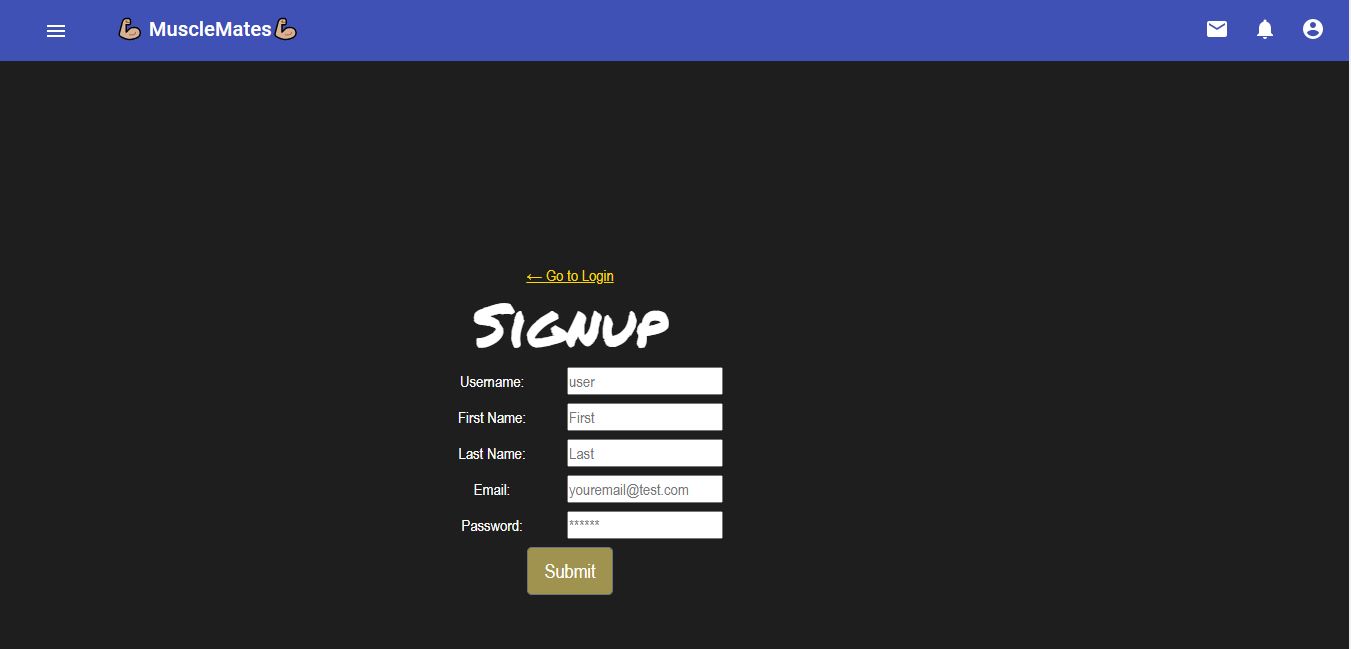 💪 MuscleMates💪
← Go to Login
Signup
Username: user
First Name: First
Last Name: Last
Email: youremail@test.com
Password: ******
Submit